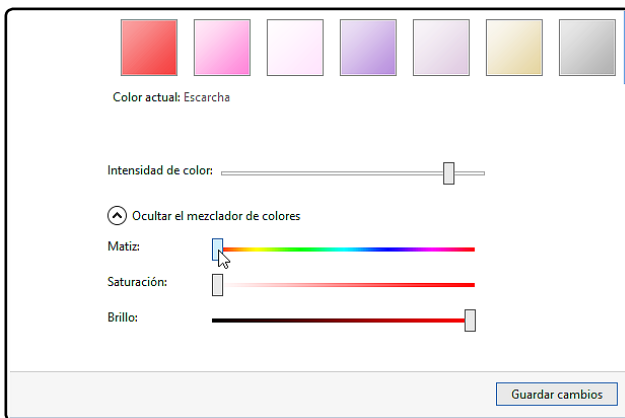 Color actual: Escarcha
Intensidad de color:
Ocultar el mezclador de colores
Matiz:
Saturación:
Brillo:
Guardar cambios